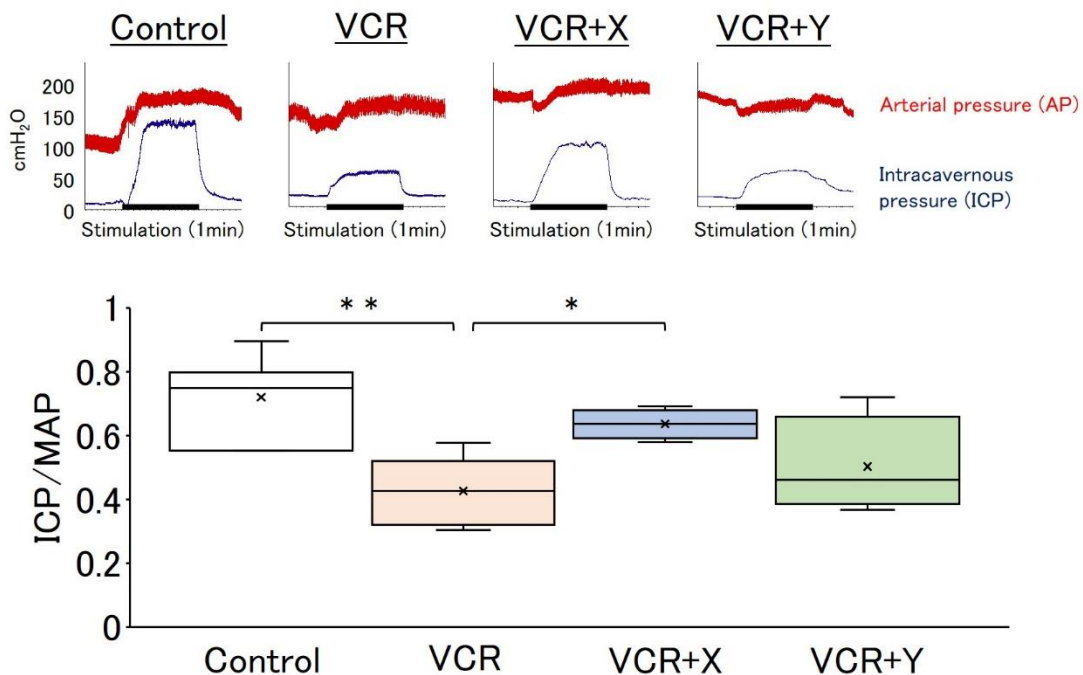 Control VCR VCR+X VCR+Y
200
150
100
50
0
cmH₂O
Arterial pressure (AP)
Intracavernous
pressure (ICP)
Stimulation (1min) Stimulation (1min) Stimulation (1min) Stimulation (1min)
1
0.8
0.6
0.4
0.2
0
ICP/MAP
* *
*
Control VCR VCR+X VCR+Y